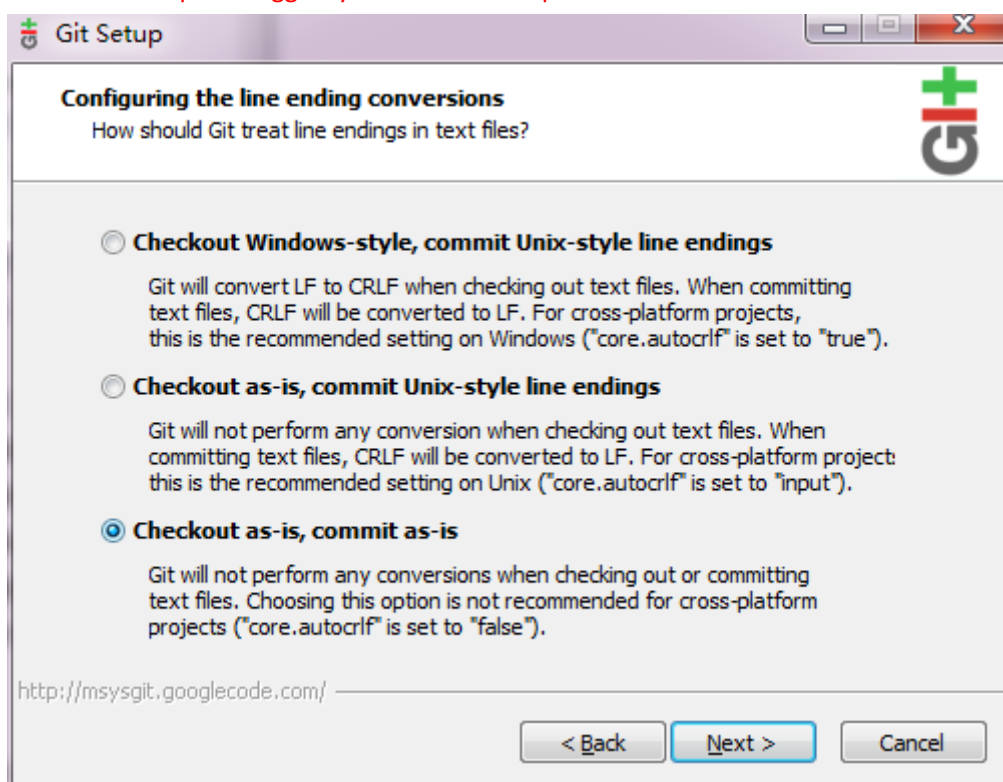 Git Setup
Configuring the line ending conversions
How should Git treat line endings in text files?
Git
Checkout Windows-style, commit Unix-style line endings
Git will convert LF to CRLF when checking out text files. When committing
text files, CRLF will be converted to LF. For cross-platform projects,
this is the recommended setting on Windows ("core.autocrlf" is set to "true").
Checkout as-is, commit Unix-style line endings
Git will not perform any conversion when checking out text files. When
committing text files, CRLF will be converted to LF. For cross-platform project
this is the recommended setting on Unix ("core.autocrlf" is set to "input").
Checkout as-is, commit as-is
Git will not perform any conversions when checking out or committing
text files. Choosing this option is not recommended for cross-platform
projects ("core.autocrlf" is set to "false").
http://msysgit.googlecode.com/
< Back Next > Cancel